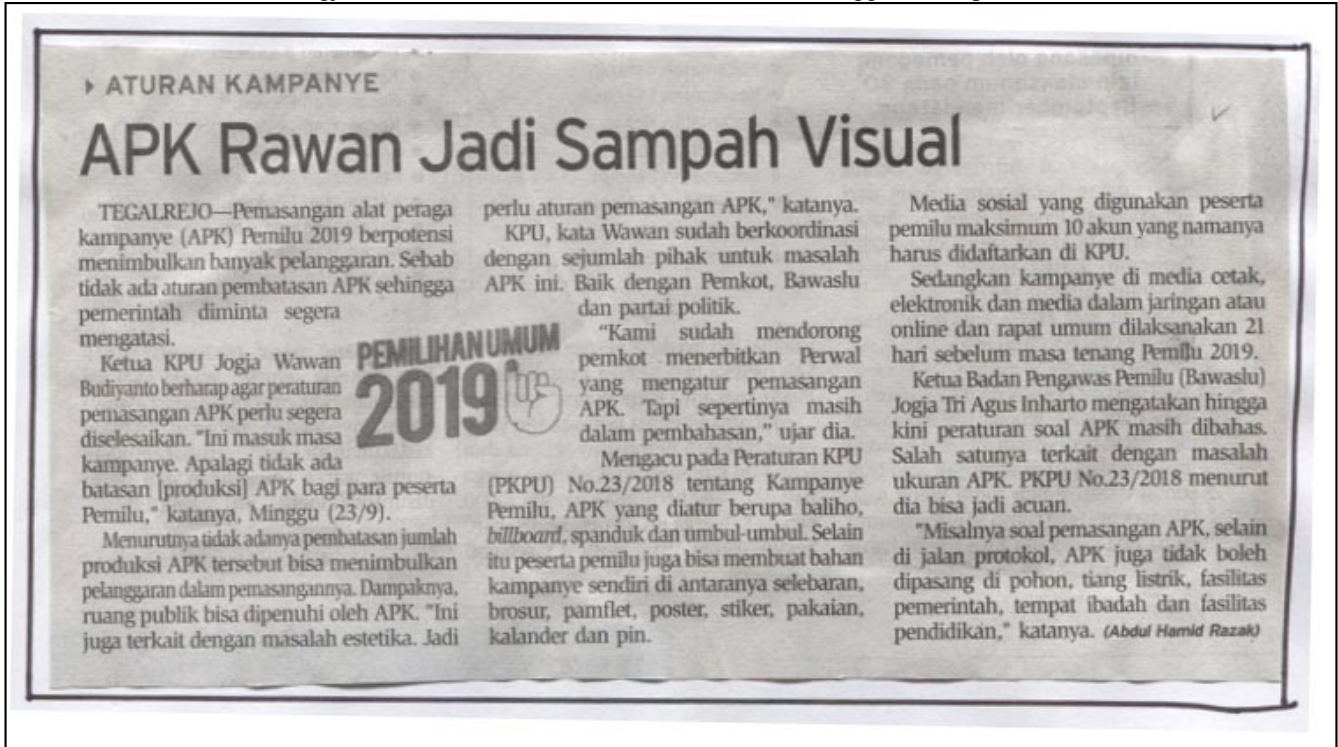 ATURAN KAMPANYE
APK Rawan Jadi Sampah Visual
TEGALREJO—Pemasangan alat peraga
kampanye (APK) Pemilu 2019 berpotensi
menimbulkan banyak pelanggaran. Sebab
tidak ada aturan pembatasan APK sehingga
pemerintah diminta segera
mengatasi.
Ketua KPU Jogja Wawan
Budiyanto berharap agar peraturan
pemasangan APK perlu segera
diselesaikan. "Ini masuk masa
kampanye. Apalagi tidak ada
batasan [produksi] APK bagi para peserta
Pemilu," katanya, Minggu (23/9).
Menurutnya tidak adanya pembatasan jumlah
produksi APK tersebut bisa menimbulkan
pelanggaran dalam pemasangannya. Dampaknya,
ruang publik bisa dipenuhi oleh APK. "Ini
juga terkait dengan masalah estetika. Jadi
PEMILIHAN UMUM
2019
perlu aturan pemasangan APK," katanya.
KPU, kata Wawan sudah berkoordinasi
dengan sejumlah pihak untuk masalah
APK ini. Baik dengan Pemkot, Bawaslu
dan partai politik.
"Kami sudah mendorong
pemkot menerbitkan Perwal
yang mengatur pemasangan
APK. Tapi sepertinya masih
dalam pembahasan," ujar dia.
Mengacu pada Peraturan KPU
(PKPU) No.23/2018 tentang Kampanye
Pemilu, APK yang diatur berupa baliho,
billboard, spanduk dan umbul-umbul. Selain
itu peserta pemilu juga bisa membuat bahan
kampanye sendiri di antaranya selebaran,
brosur, pamflet, poster, stiker, pakaian,
kalander dan pin.
Media sosial yang digunakan peserta
pemilu maksimum 10 akun yang namanya
harus didaftarkan di KPU.
Sedangkan kampanye di media cetak,
elektronik dan media dalam jaringan atau
online dan rapat umum dilaksanakan 21
hari sebelum masa tenang Pemilu 2019.
Ketua Badan Pengawas Pemilu (Bawaslu)
Jogja Tri Agus Inharto mengatakan hingga
kini peraturan soal APK masih dibahas.
Salah satunya terkait dengan masalah
ukuran APK. PKPU No.23/2018 menurut
dia bisa jadi acuan.
"Misalnya soal pemasangan APK, selain
di jalan protokol, APK juga tidak boleh
dipasang di pohon, tiang listrik, fasilitas
pemerintah, tempat ibadah dan fasilitas
pendidikan," katanya. (Abdul Hamid Razak)